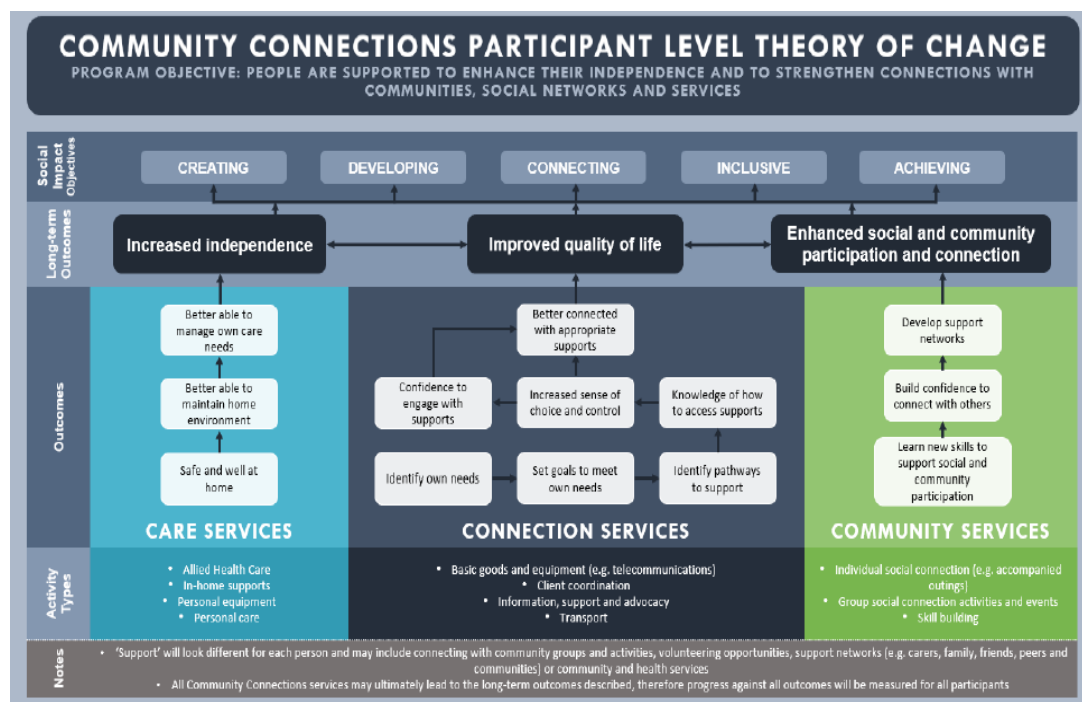 COMMUNITY CONNECTIONS PARTICIPANT LEVEL THEORY OF CHANGE
PROGRAM OBJECTIVE: PEOPLE ARE SUPPORTED TO ENHANCE THEIR INDEPENDENCE AND TO STRENGTHEN CONNECTIONS WITH
COMMUNITIES, SOCIAL NETWORKS AND SERVICES
Social
Impact
Objectives
CREATING
DEVELOPING
CONNECTING
INCLUSIVE
ACHIEVING
Long-term
Outcomes
Increased independence
Improved quality of life
Enhanced social and community
participation and connection
Outcomes
Better able to
manage own care
needs
Better able to
maintain home
environment
Safe and well at
home
CARE SERVICES
Better connected
with appropriate
supports
Confidence to
engage with
supports
Increased sense of
choice and control
Knowledge of how
to access supports
Identify own needs
Set goals to meet
own needs
Identify pathways
to support
CONNECTION SERVICES
Develop support
networks
Build confidence to
connect with others
Learn new skills to
support social and
community
participation
COMMUNITY SERVICES
Activity
Types
• Allied Health Care
• In-home supports
• Personal equipment
• Personal care
• Basic goods and equipment (e.g. telecommunications)
• Client coordination
• Information, support and advocacy
• Transport
• Individual social connection (e.g. accompanied
outings)
• Group social connection activities and events
• Skill building
Notes
• 'Support' will look different for each person and may include connecting with community groups and activities, volunteering opportunities, support networks (e.g. carers, family, friends, peers and
communities) or community and health services
• All Community Connections services may ultimately lead to the long-term outcomes described, therefore progress against all outcomes will be measured for all participants